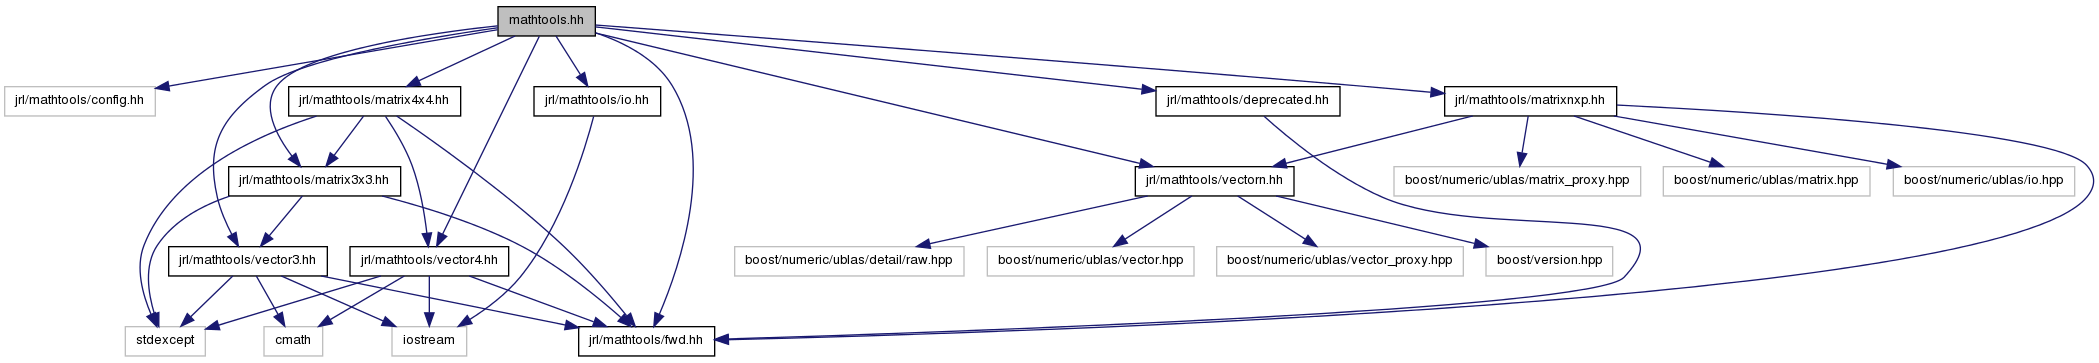 mathtools.hh
jrl/mathtools/config.hh
jrl/mathtools/matrix4x4.hh
jrl/mathtools/io.hh
jrl/mathtools/deprecated.hh
jrl/mathtools/matrixnxp.hh
jrl/mathtools/matrix3x3.hh
jrl/mathtools/vectorn.hh
boost/numeric/ublas/matrix_proxy.hpp
boost/numeric/ublas/matrix.hpp
boost/numeric/ublas/io.hpp
jrl/mathtools/vector3.hh
jrl/mathtools/vector4.hh
boost/numeric/ublas/detail/raw.hpp
boost/numeric/ublas/vector.hpp
boost/numeric/ublas/vector_proxy.hpp
boost/version.hpp
stdexcept
cmath
iostream
jrl/mathtools/fwd.hh